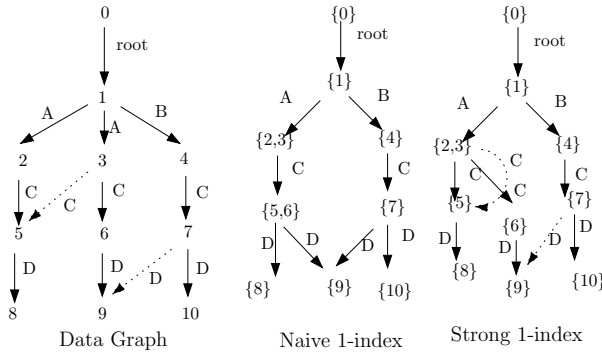 0
root
1
A
A
B
2
3
4
C
C
C
C
5
6
7
D
D
D
D
8
9
10
Data Graph
{0}
root
{1}
A
B
{2,3}
{4}
C
C
{5,6}
{7}
D
D
D
D
{8}
{9}
{10}
Naive 1-index
{0}
root
{1}
A
B
{2,3}
{4}
C
C
C
C
{5}
{6}
{7}
D
D
D
D
{8}
{9}
{10}
Strong 1-index